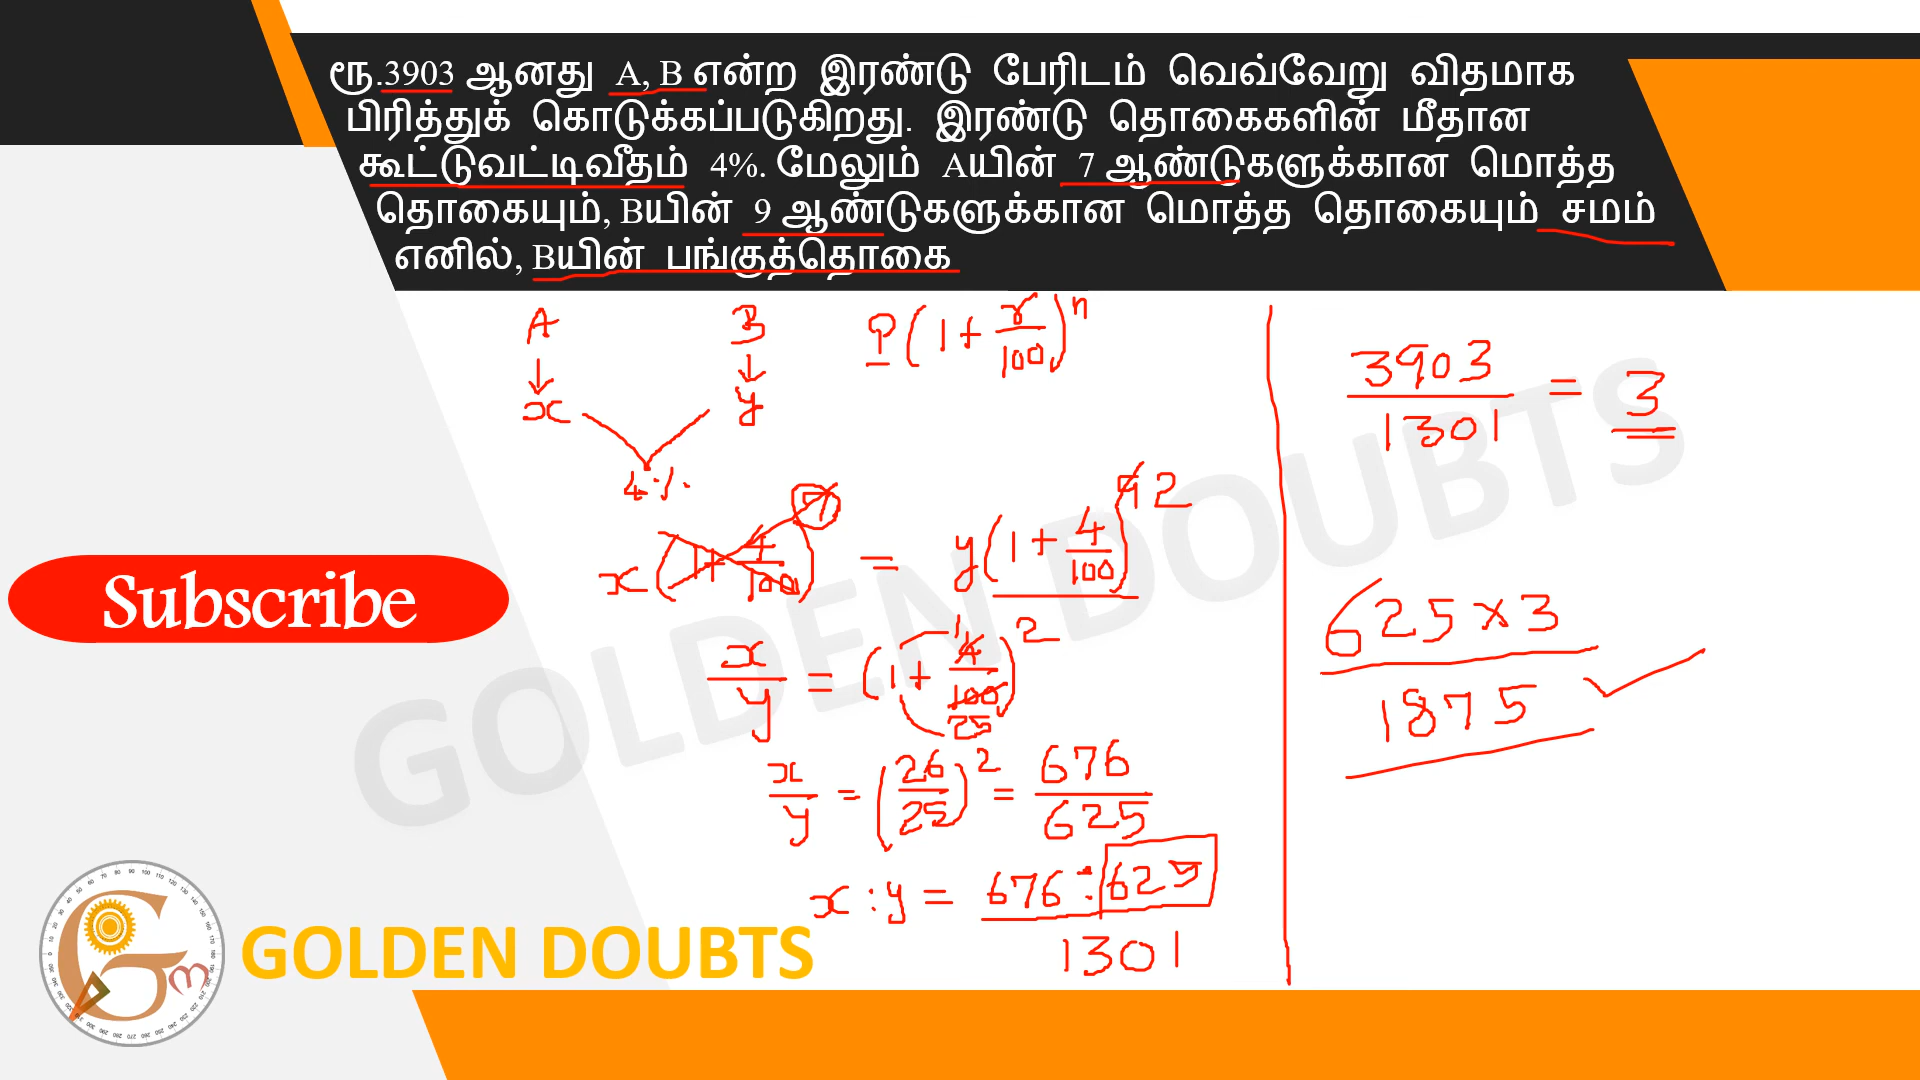 ரூ.3903 ஆனது A, B என்ற இரண்டு பேரிடம் வெவ்வேறு விதமாக
பிரித்துக் கொடுக்கப்படுகிறது. இரண்டு தொகைகளின் மீதான
கூட்டுவட்டிவீதம் 4%. மேலும் Aயின் 7 ஆண்டுகளுக்கான மொத்த
தொகையும், Bயின் 9 ஆண்டுகளுக்கான மொத்த தொகையும் சமம்
எனில், Bயின் பங்குத்தொகை
A B P(1+r/100)^n
x y
4%
x(1+4/100)^7 = y(1+4/100)^9 2
x/y = (1+4/100)^2
1
25
x/y = (26/25)^2 = 676/625
x : y = 676 : 625
1301
3903/1301 = 3
625 x 3
1875
Subscribe
GOLDEN DOUBTS
GOLDEN DOUBTS